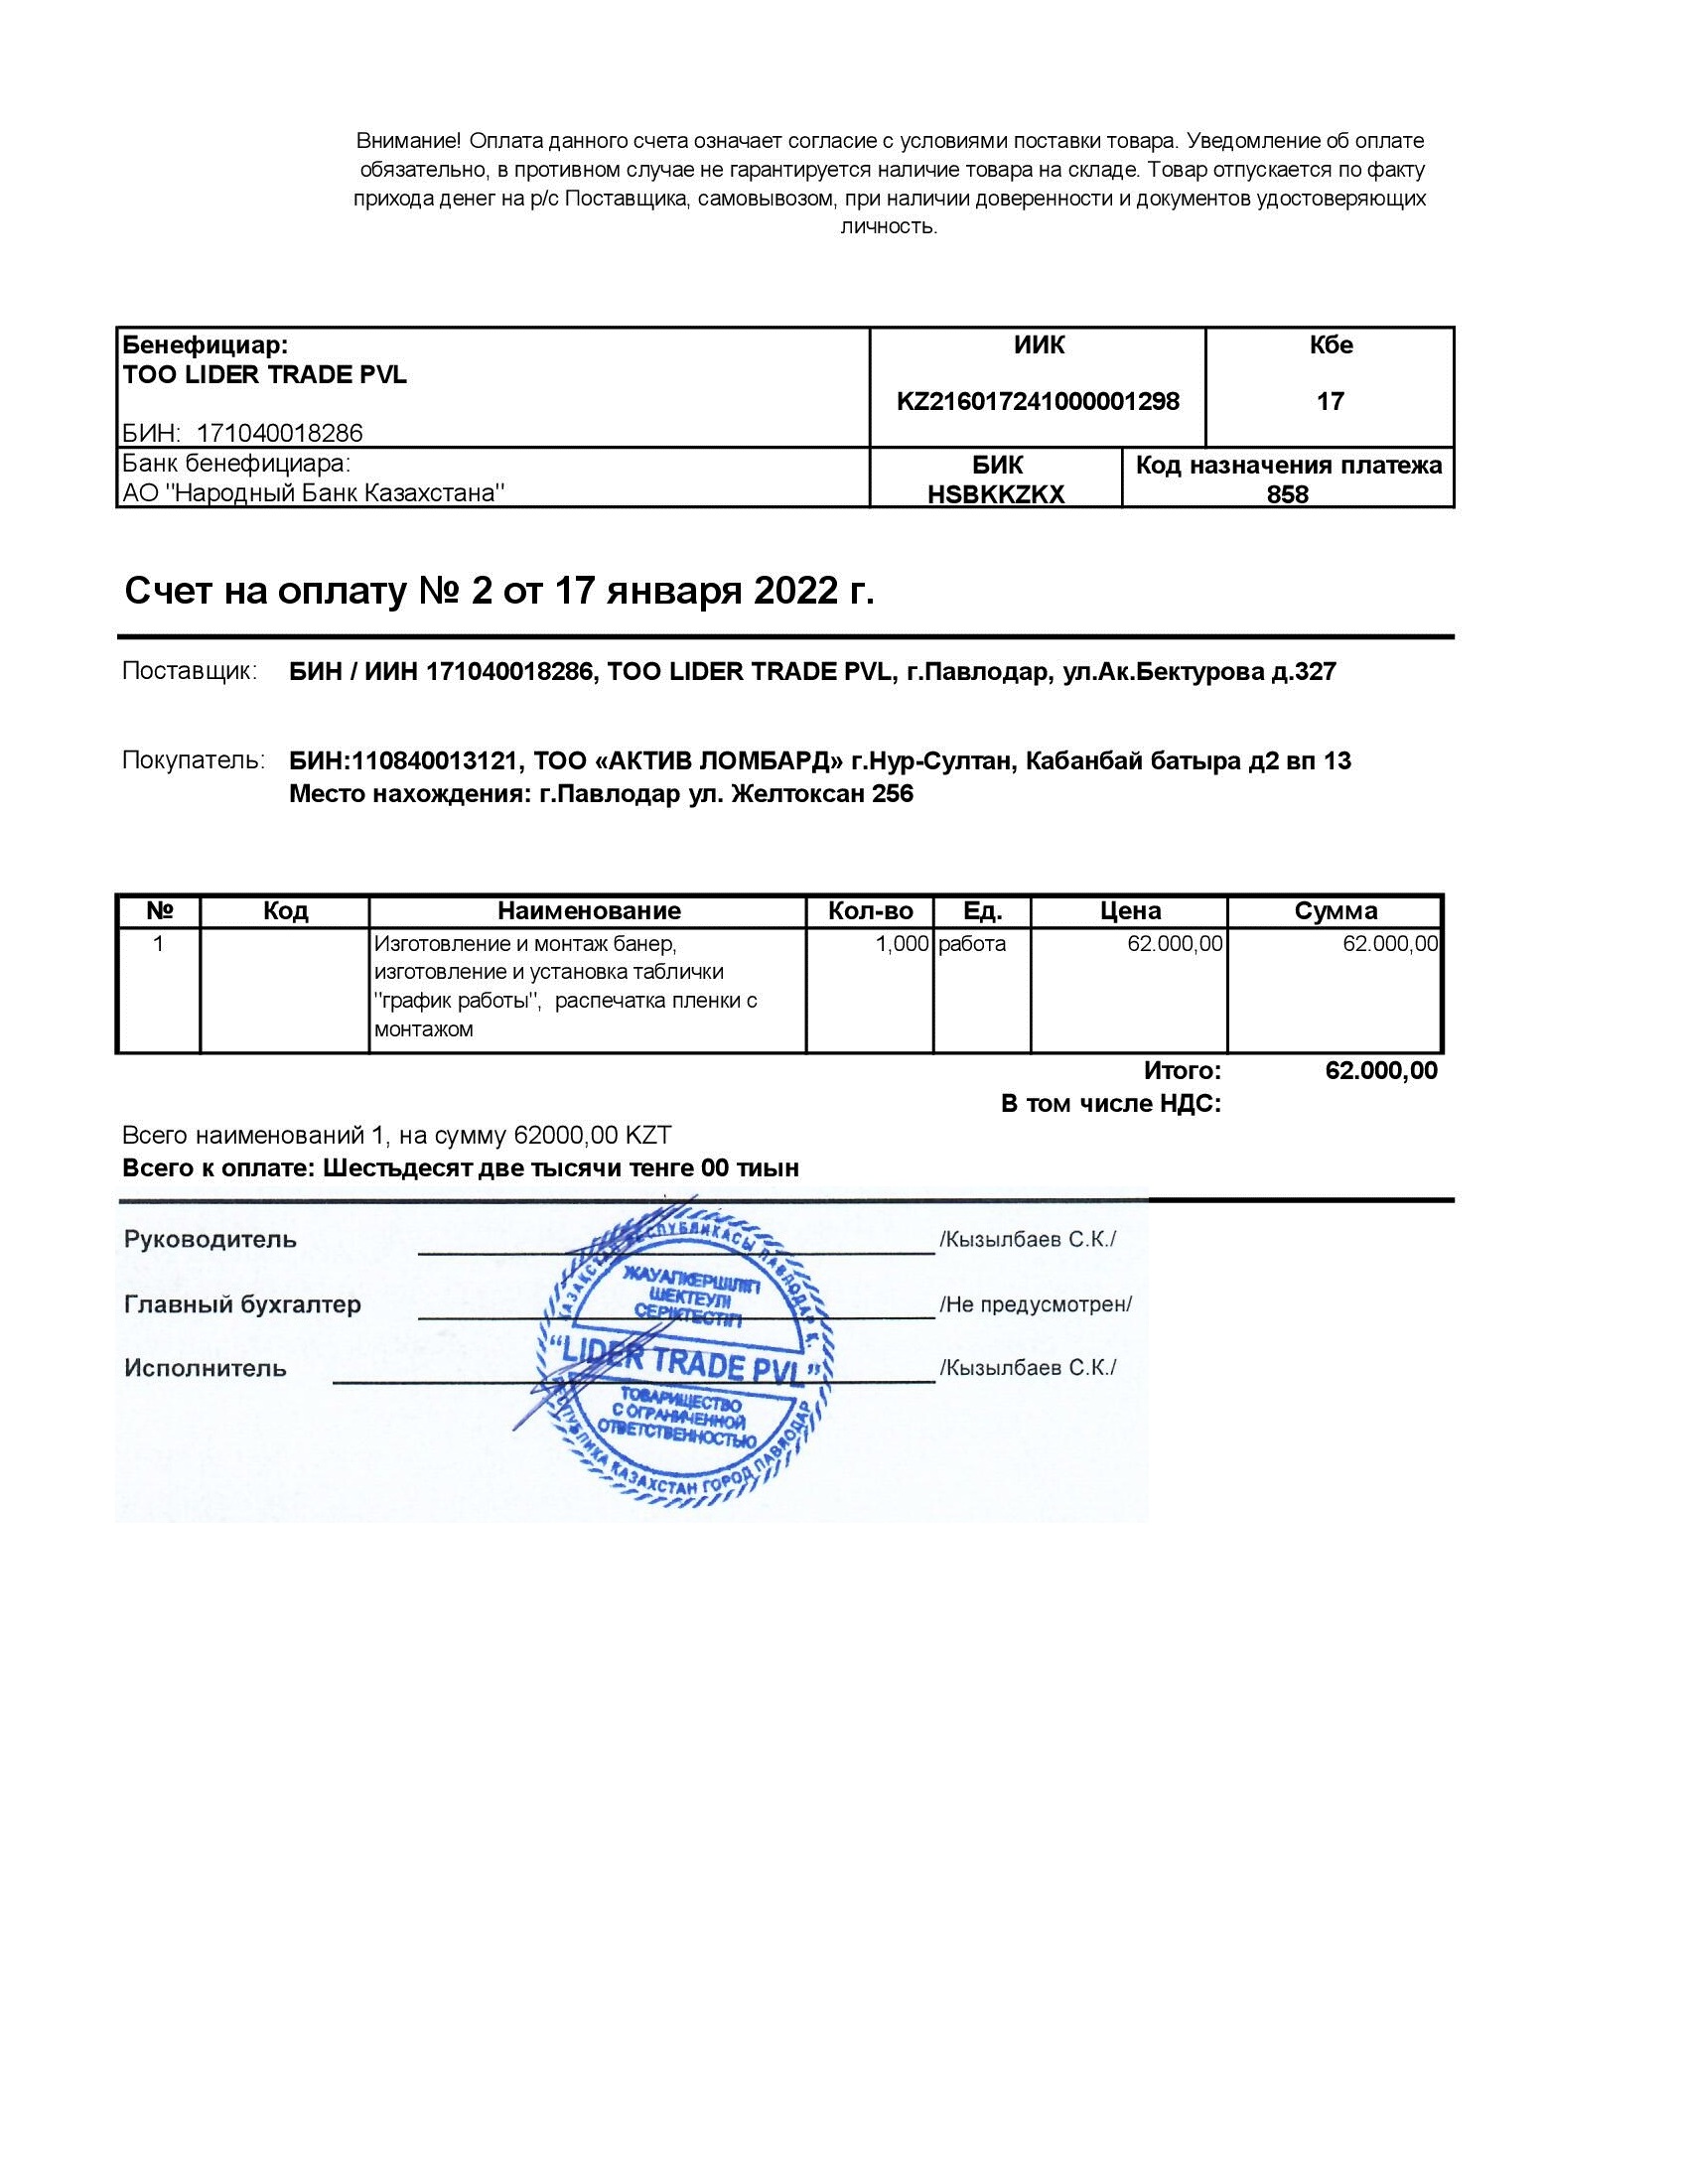 Внимание! Оплата данного счета означает согласие с условиями поставки товара. Уведомление об оплате
обязательно, в противном случае не гарантируется наличие товара на складе. Товар отпускается по факту
прихода денег на р/с Поставщика, самовывозом, при наличии доверенности и документов удостоверяющих
личность.
Бенефициар: ИИК Кбе
ТОО LIDER TRADE PVL
KZ216017241000001298 17
БИН: 171040018286
Банк бенефициара: БИК Код назначения платежа
АО "Народный Банк Казахстана" HSBKKZKX 858
Счет на оплату № 2 от 17 января 2022 г.
Поставщик: БИН / ИИН 171040018286, ТОО LIDER TRADE PVL, г.Павлодар, ул.Ак.Бектурова д.327
Покупатель: БИН:110840013121, ТОО «АКТИВ ЛОМБАРД» г.Нур-Султан, Кабанбай батыра д2 вп 13
Место нахождения: г.Павлодар ул. Желтоксан 256
№ Код Наименование Кол-во Ед. Цена Сумма
1 Изготовление и монтаж банер, 1,000 работа 62.000,00 62.000,00
изготовление и установка таблички
"график работы", распечатка пленки с
монтажом
Итого: 62.000,00
В том числе НДС:
Всего наименований 1, на сумму 62000,00 KZT
Всего к оплате: Шестьдесят две тысячи тенге 00 тиын
Руководитель /Кызылбаев С.К./
Главный бухгалтер /Не предусмотрен/
Исполнитель /Кызылбаев С.К./
ҚАЗАҚСТАН РЕСПУБЛИКАСЫ ПАВЛОДАР Қ.
ЖАУАПКЕРШІЛІГІ
ШЕКТЕУЛІ
СЕРІКТЕСТІГІ
"LIDER TRADE PVL"
ТОВАРИЩЕСТВО
С ОГРАНИЧЕННОЙ
ОТВЕТСТВЕННОСТЬЮ
РЕСПУБЛИКА КАЗАХСТАН ГОРОД ПАВЛОДАР